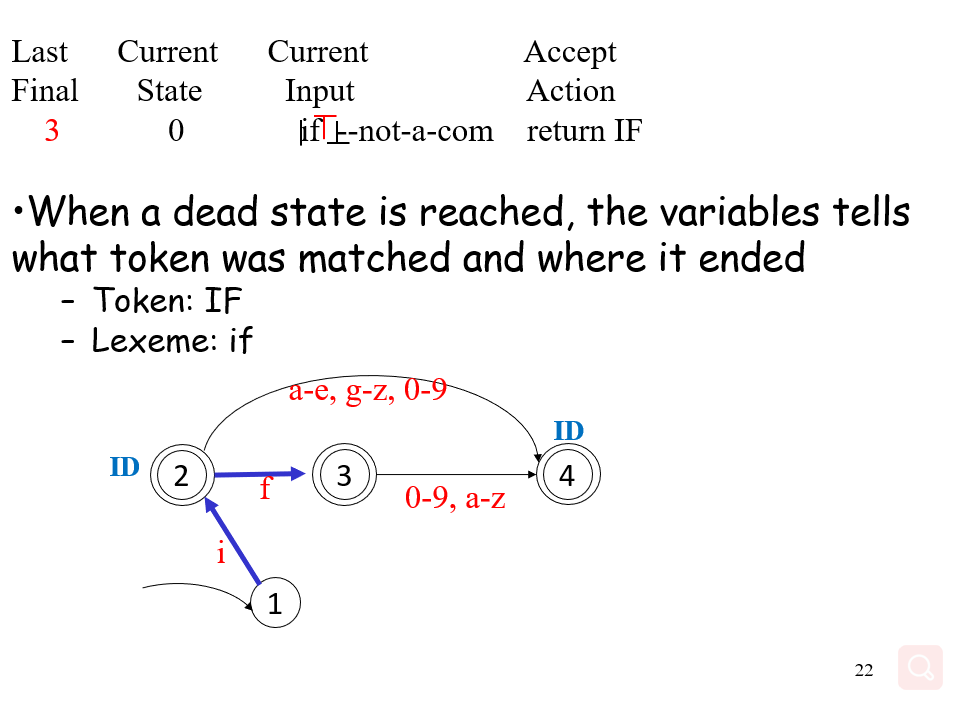 Last Current Current Accept
Final State Input Action
3 0 if --not-a-com return IF
•When a dead state is reached, the variables tells
what token was matched and where it ended
– Token: IF
– Lexeme: if
a-e, g-z, 0-9
ID
ID
2 3 4
f
0-9, a-z
i
1
22